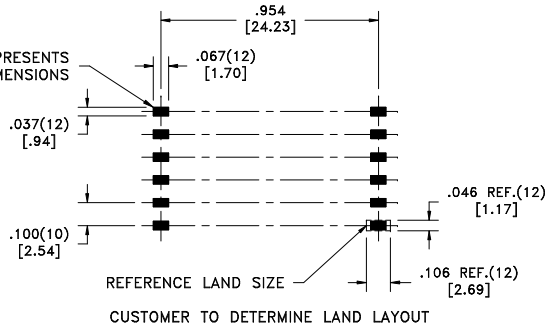 .954
[24.23]
PRESENTS
MENSIONS
.067(12)
[1.70]
.037(12)
[.94]
.046 REF.(12)
[1.17]
.100(10)
[2.54]
REFERENCE LAND SIZE
.106 REF.(12)
[2.69]
CUSTOMER TO DETERMINE LAND LAYOUT